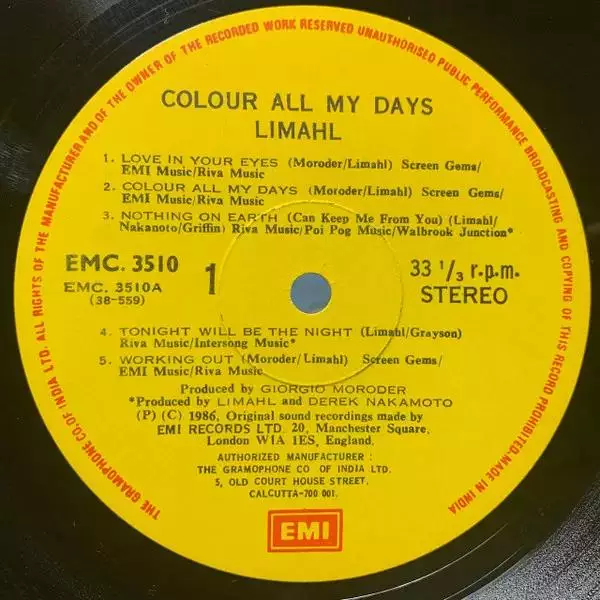 THE GRAMOPHONE CO. OF INDIA LTD. ALL RIGHTS OF THE MANUFACTURER AND OF THE OWNER OF THE RECORDED WORK RESERVED UNAUTHORISED PUBLIC PERFORMANCE BROADCASTING AND COPYING OF THIS RECORD PROHIBITED-MADE IN INDIA
COLOUR ALL MY DAYS
LIMAHL
1. LOVE IN YOUR EYES (Moroder/Limahl) Screen Gems/
EMI Music/Riva Music
2. COLOUR ALL MY DAYS (Moroder/Limahl) Screen Gems/
EMI Music/Riva Music
3. NOTHING ON EARTH (Can Keep Me From You) (Limahl/
Nakanoto/Griffin) Riva Music/Poi Pog Music/Walbrook Junction*
EMC. 3510
EMC. 3510A
(38-559)
1
33 1/3 r.p.m.
STEREO
4. TONIGHT WILL BE THE NIGHT (Limahl/Grayson)
Riva Music/Intersong Music*
5. WORKING OUT (Moroder/Limahl) Screen Gems/
EMI Music/Riva Music
Produced by GIORGIO MORODER
*Produced by LIMAHL and DEREK NAKAMOTO
(P) (C) 1986, Original sound recordings made by
EMI RECORDS LTD. 20, Manchester Square,
London W1A 1ES, England.
AUTHORIZED MANUFACTURER :
THE GRAMOPHONE CO OF INDIA LTD.
5, OLD COURT HOUSE STREET,
CALCUTTA-700 001.
EMI